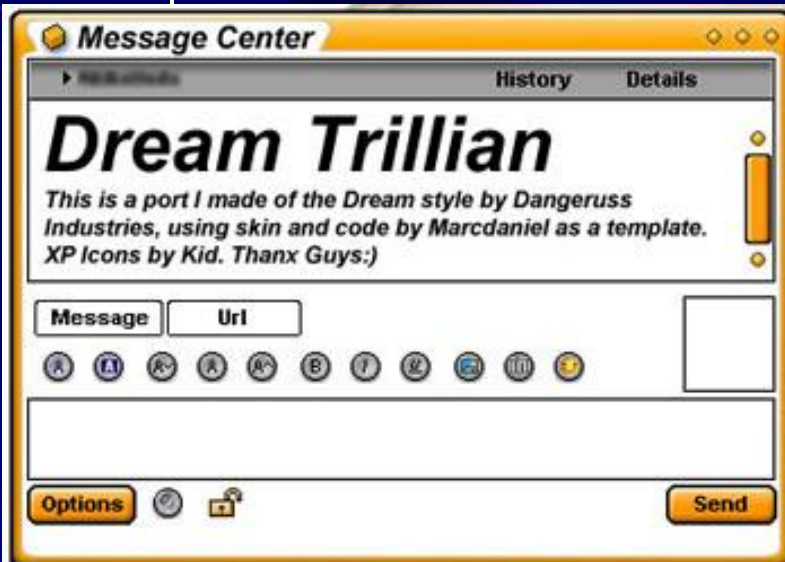 Message Center
History Details
Dream Trillian
This is a port I made of the Dream style by Dangeruss
Industries, using skin and code by Marcdaniel as a template.
XP Icons by Kid. Thanx Guys:)
Message Url
A A A A A B I
Options Send